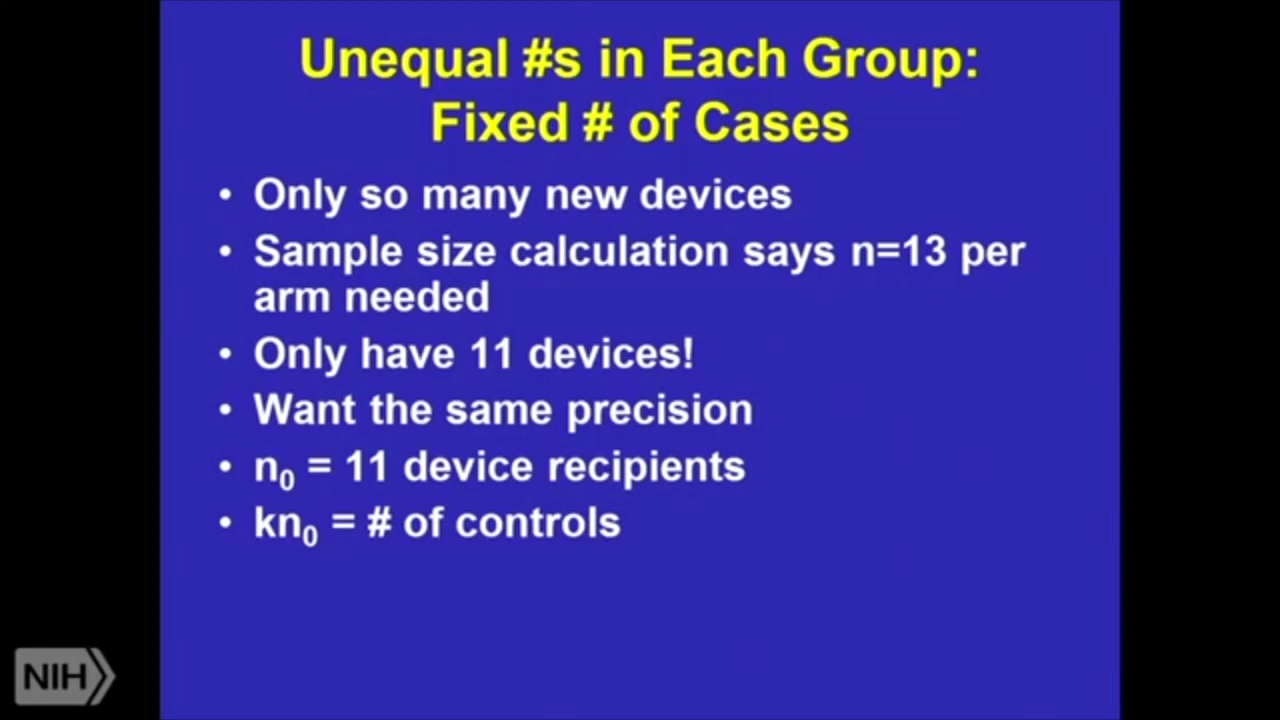 Unequal #s in Each Group:
Fixed # of Cases
• Only so many new devices
• Sample size calculation says n=13 per
arm needed
• Only have 11 devices!
• Want the same precision
• n₀ = 11 device recipients
• kn₀ = # of controls
NIH